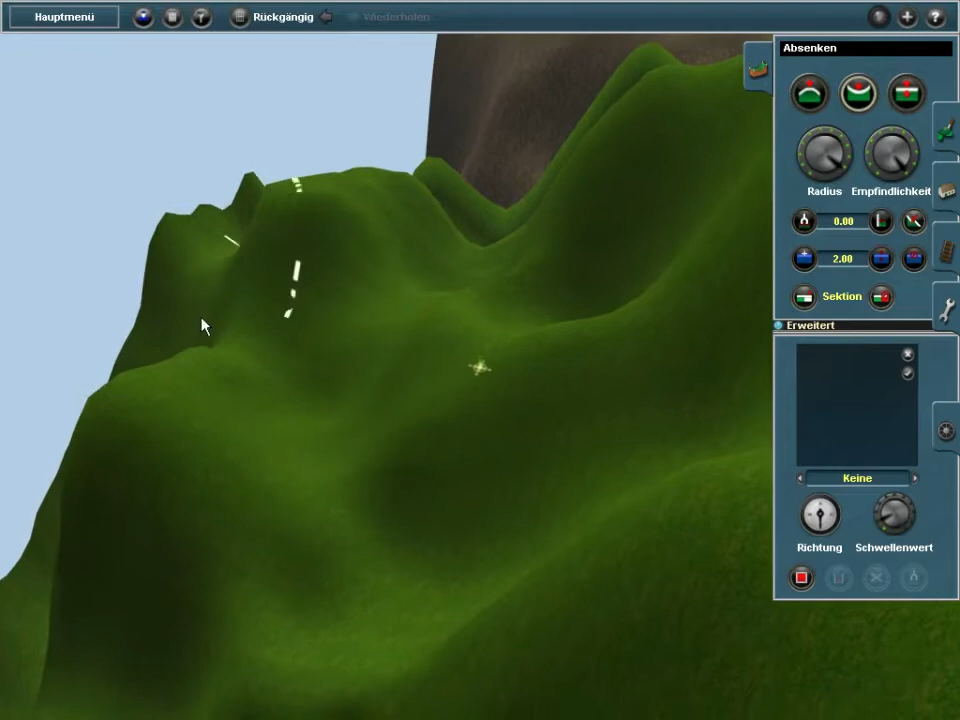 Hauptmenü
Rückgängig
Wiederholen
?
Absenken
Radius
Empfindlichkeit
0.00
2.00
Sektion
Erweitert
Keine
Richtung
Schwellenwert